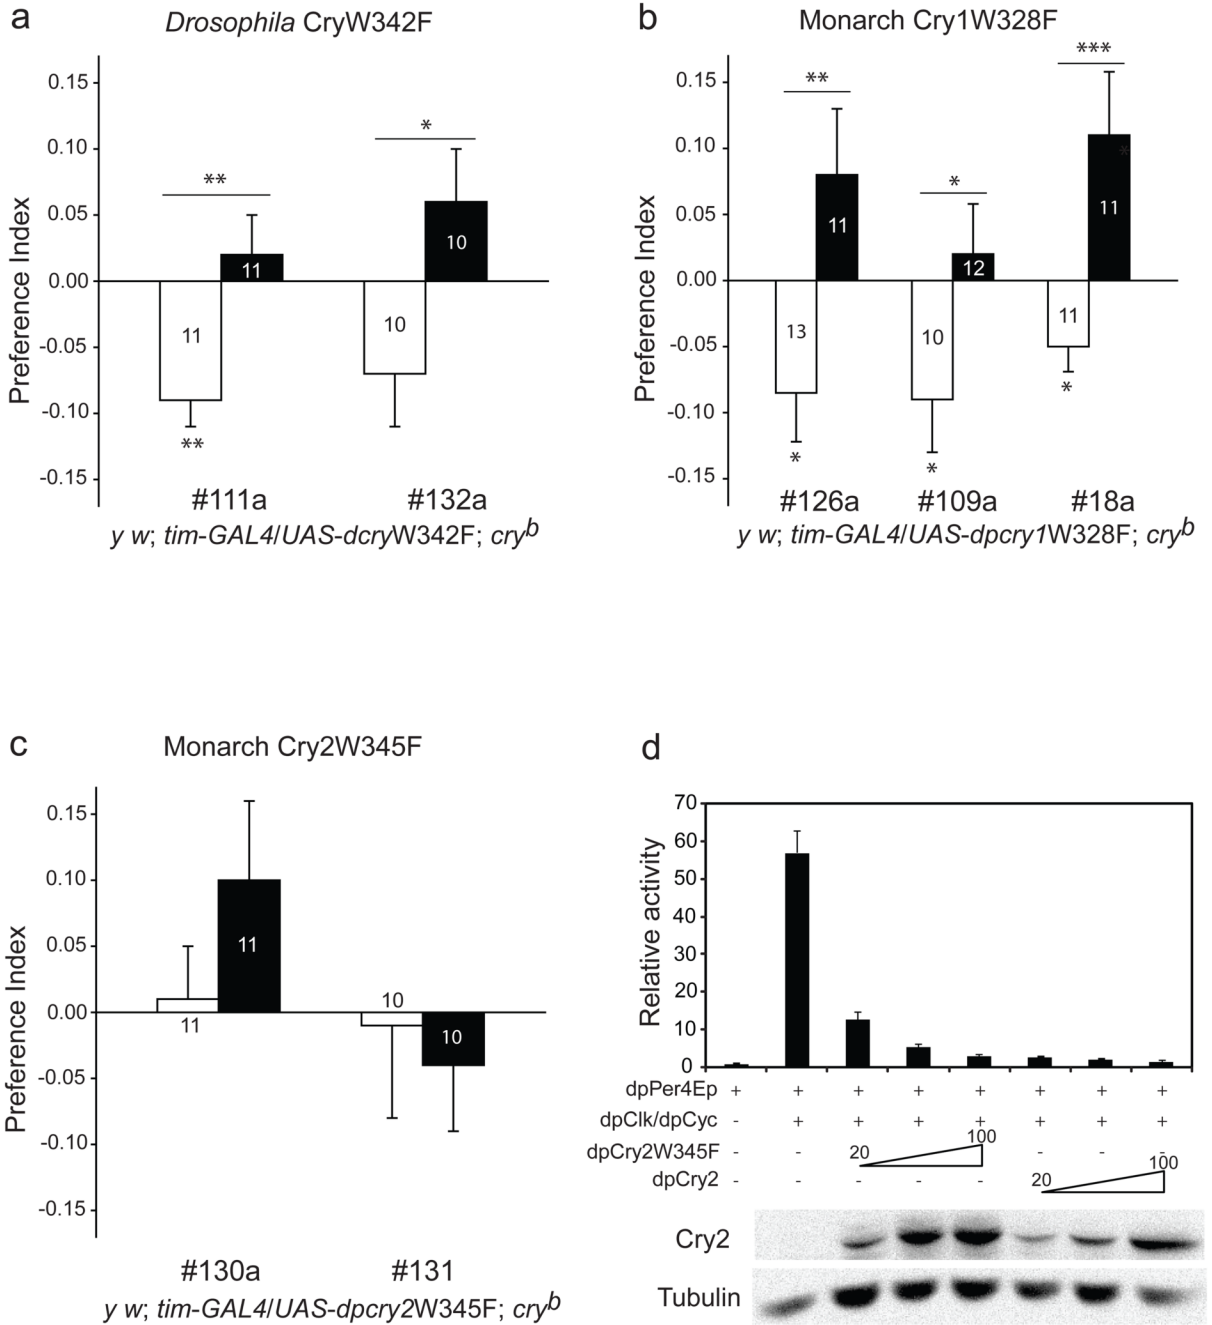 a
Drosophila CryW342F
Preference Index
0.15
0.10
0.05
0.00
-0.05
-0.10
-0.15
**
*
11
11
10
10
**
#111a
#132a
y w; tim-GAL4/UAS-dcryW342F; cryb
b
Monarch Cry1W328F
Preference Index
0.15
0.10
0.05
0.00
-0.05
-0.10
-0.15
**
*
***
*
13
11
10
12
11
11
*
*
*
#126a
#109a
#18a
y w; tim-GAL4/UAS-dpcry1W328F; cryb
c
Monarch Cry2W345F
Preference Index
0.15
0.10
0.05
0.00
-0.05
-0.10
-0.15
11
11
10
10
#130a
#131
y w; tim-GAL4/UAS-dpcry2W345F; cryb
d
Relative activity
70
60
50
40
30
20
10
0
dpPer4Ep + + + + + + + +
dpClk/dpCyc - + + + + + + +
dpCry2W345F - - 20 100 - - -
dpCry2 - - - - - 20 100
Cry2
Tubulin